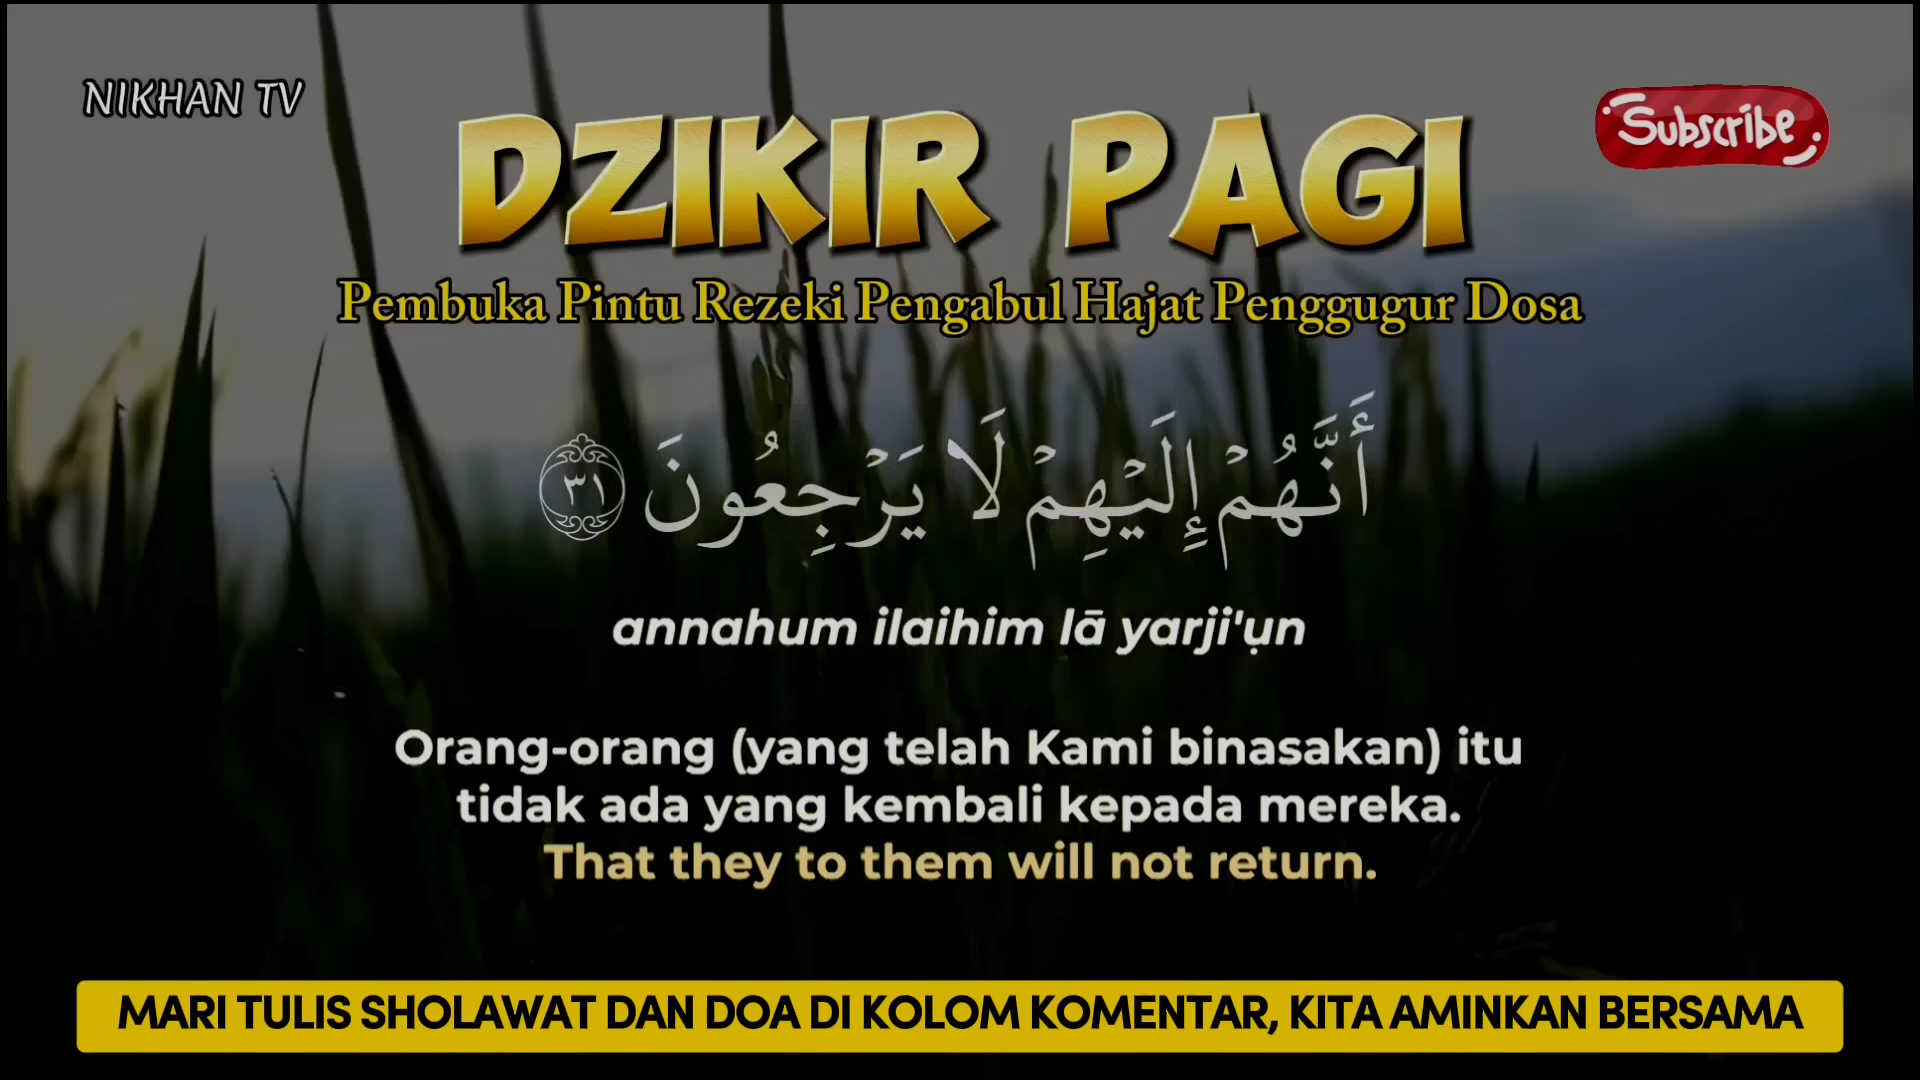 NIKHAN TV
Subscribe
DZIKIR PAGI
Pembuka Pintu Rezeki Pengabul Hajat Penggugur Dosa
أَنَّهُمْ إِلَيْهِمْ لَا يَرْجِعُونَ ٣١
annahum ilaihim lā yarji'ụn
Orang-orang (yang telah Kami binasakan) itu
tidak ada yang kembali kepada mereka.
That they to them will not return.
MARI TULIS SHOLAWAT DAN DOA DI KOLOM KOMENTAR, KITA AMINKAN BERSAMA